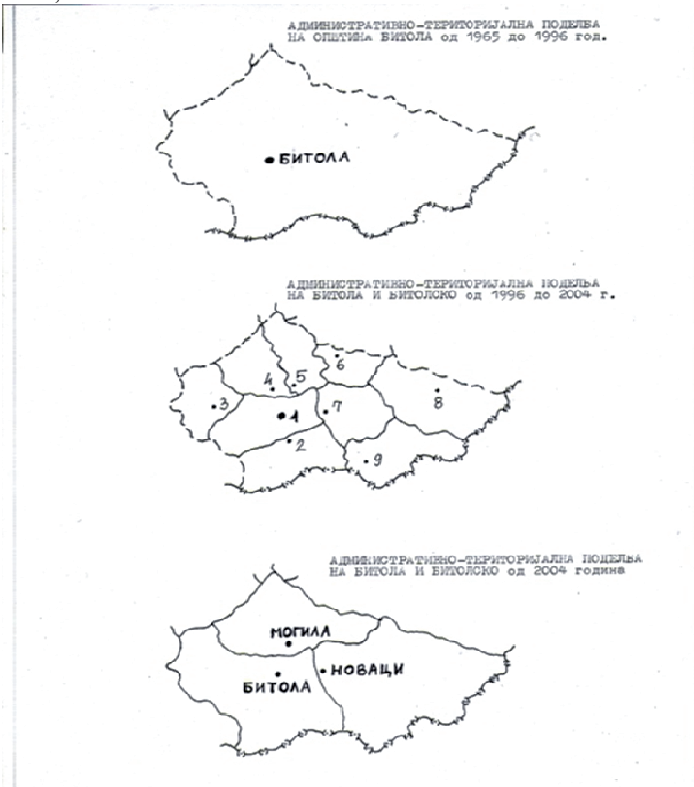 АДМИНИСТРАТИВНО-ТЕРИТОРИЈАЛНА ПОДЕЛБА
НА ОПШТИНА БИТОЛА од 1965 до 1996 год.
БИТОЛА
АДМИНИСТРАТИВНО-ТЕРИТОРИЈАЛНА ПОДЕЛБА
НА БИТОЛА И БИТОЛСКО од 1996 до 2004 г.
6
4 5
3 8
1 7
2
9
АДМИНИСТРАТИВНО-ТЕРИТОРИЈАЛНА ПОДЕЛБА
НА БИТОЛА И БИТОЛСКО од 2004 година
МОГИЛА
НОВАЦИ
БИТОЛА